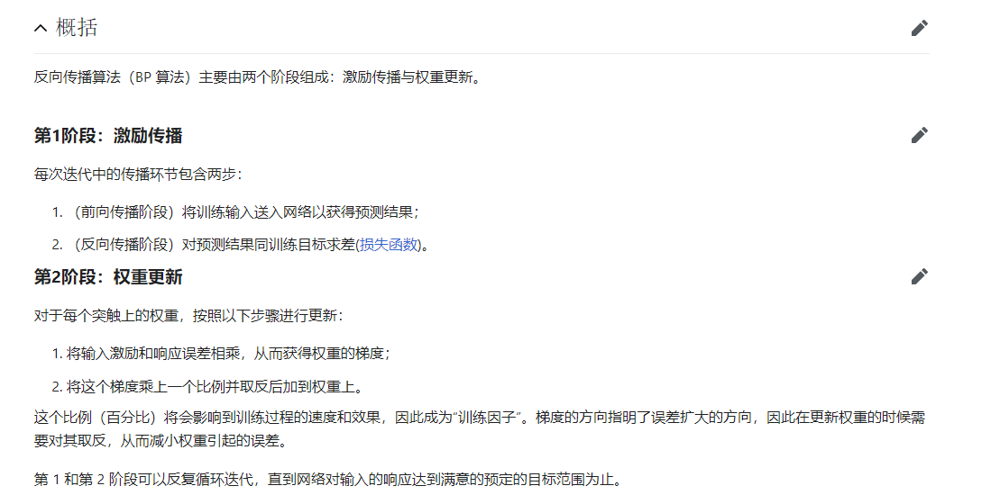 概括
反向传播算法（BP 算法）主要由两个阶段组成：激励传播与权重更新。
第1阶段：激励传播
每次迭代中的传播环节包含两步：
1. （前向传播阶段）将训练输入送入网络以获得预测结果；
2. （反向传播阶段）对预测结果同训练目标求差(损失函数)。
第2阶段：权重更新
对于每个突触上的权重，按照以下步骤进行更新：
1. 将输入激励和响应误差相乘，从而获得权重的梯度；
2. 将这个梯度乘上一个比例并取反后加到权重上。
这个比例（百分比）将会影响到训练过程的速度和效果，因此成为“训练因子”。梯度的方向指明了误差扩大的方向，因此在更新权重的时候需
要对其取反，从而减小权重引起的误差。
第 1 和第 2 阶段可以反复循环迭代，直到网络对输入的响应达到满意的预定的目标范围为止。